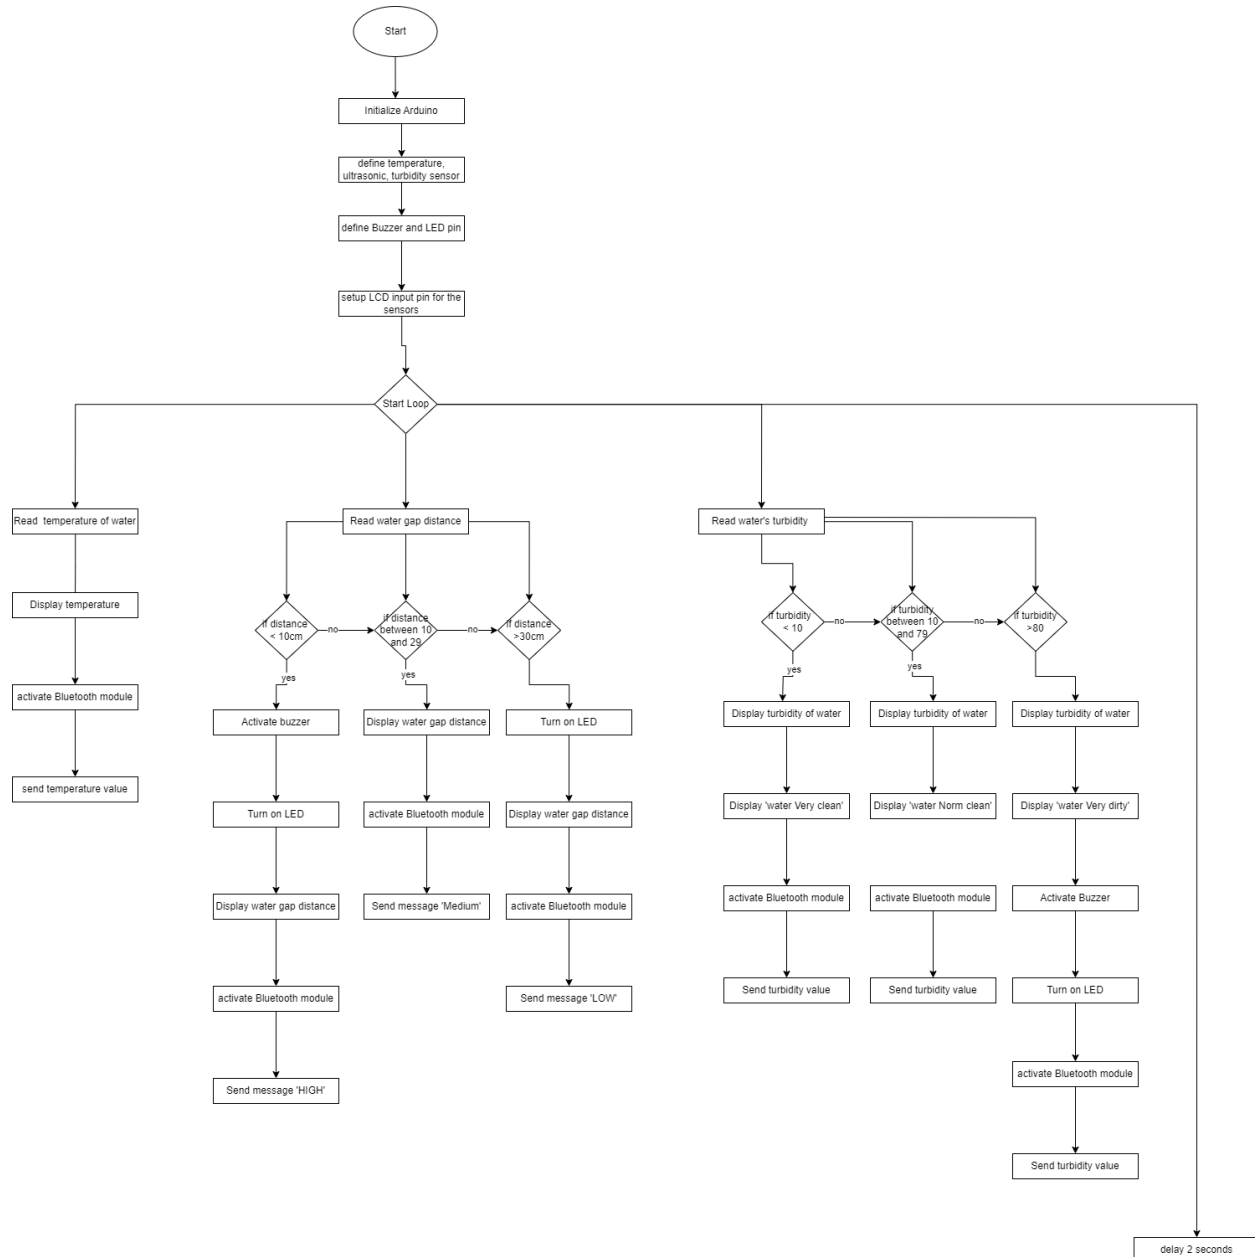 Start
Initialize Arduino
define temperature,
ultrasonic, turbidity sensor
define Buzzer and LED pin
setup LCD input pin for the
sensors
Start Loop
Read temperature of water
Read water gap distance
Read water's turbidity
Display temperature
if distance
< 10cm
no
if distance
between 10
and 29
no
if distance
>30cm
if turbidity
< 10
no
if turbidity
between 10
and 79
no
if turbidity
>80
yes
yes
yes
yes
activate Bluetooth module
Activate buzzer
Display water gap distance
Turn on LED
Display turbidity of water
Display turbidity of water
Display turbidity of water
send temperature value
Turn on LED
activate Bluetooth module
Display water gap distance
Display 'water Very clean'
Display 'water Norm clean'
Display 'water Very dirty'
Display water gap distance
Send message 'Medium'
activate Bluetooth module
activate Bluetooth module
activate Bluetooth module
Activate Buzzer
activate Bluetooth module
Send message 'LOW'
Send turbidity value
Send turbidity value
Turn on LED
Send message 'HIGH'
activate Bluetooth module
Send turbidity value
delay 2 seconds